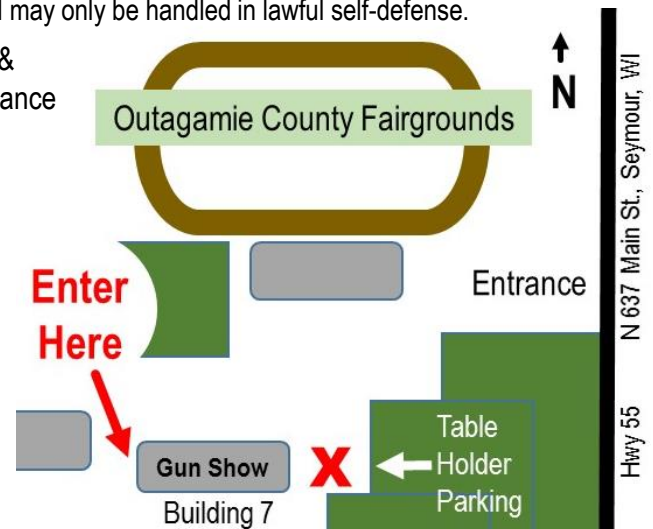 may only be handled in lawful self-defense.
&
N
Outagamie County Fairgrounds
Enter
Here
Entrance
N 637 Main St., Seymour, WI
Hwy 55
Gun Show
X
Table
Holder
Parking
Building 7